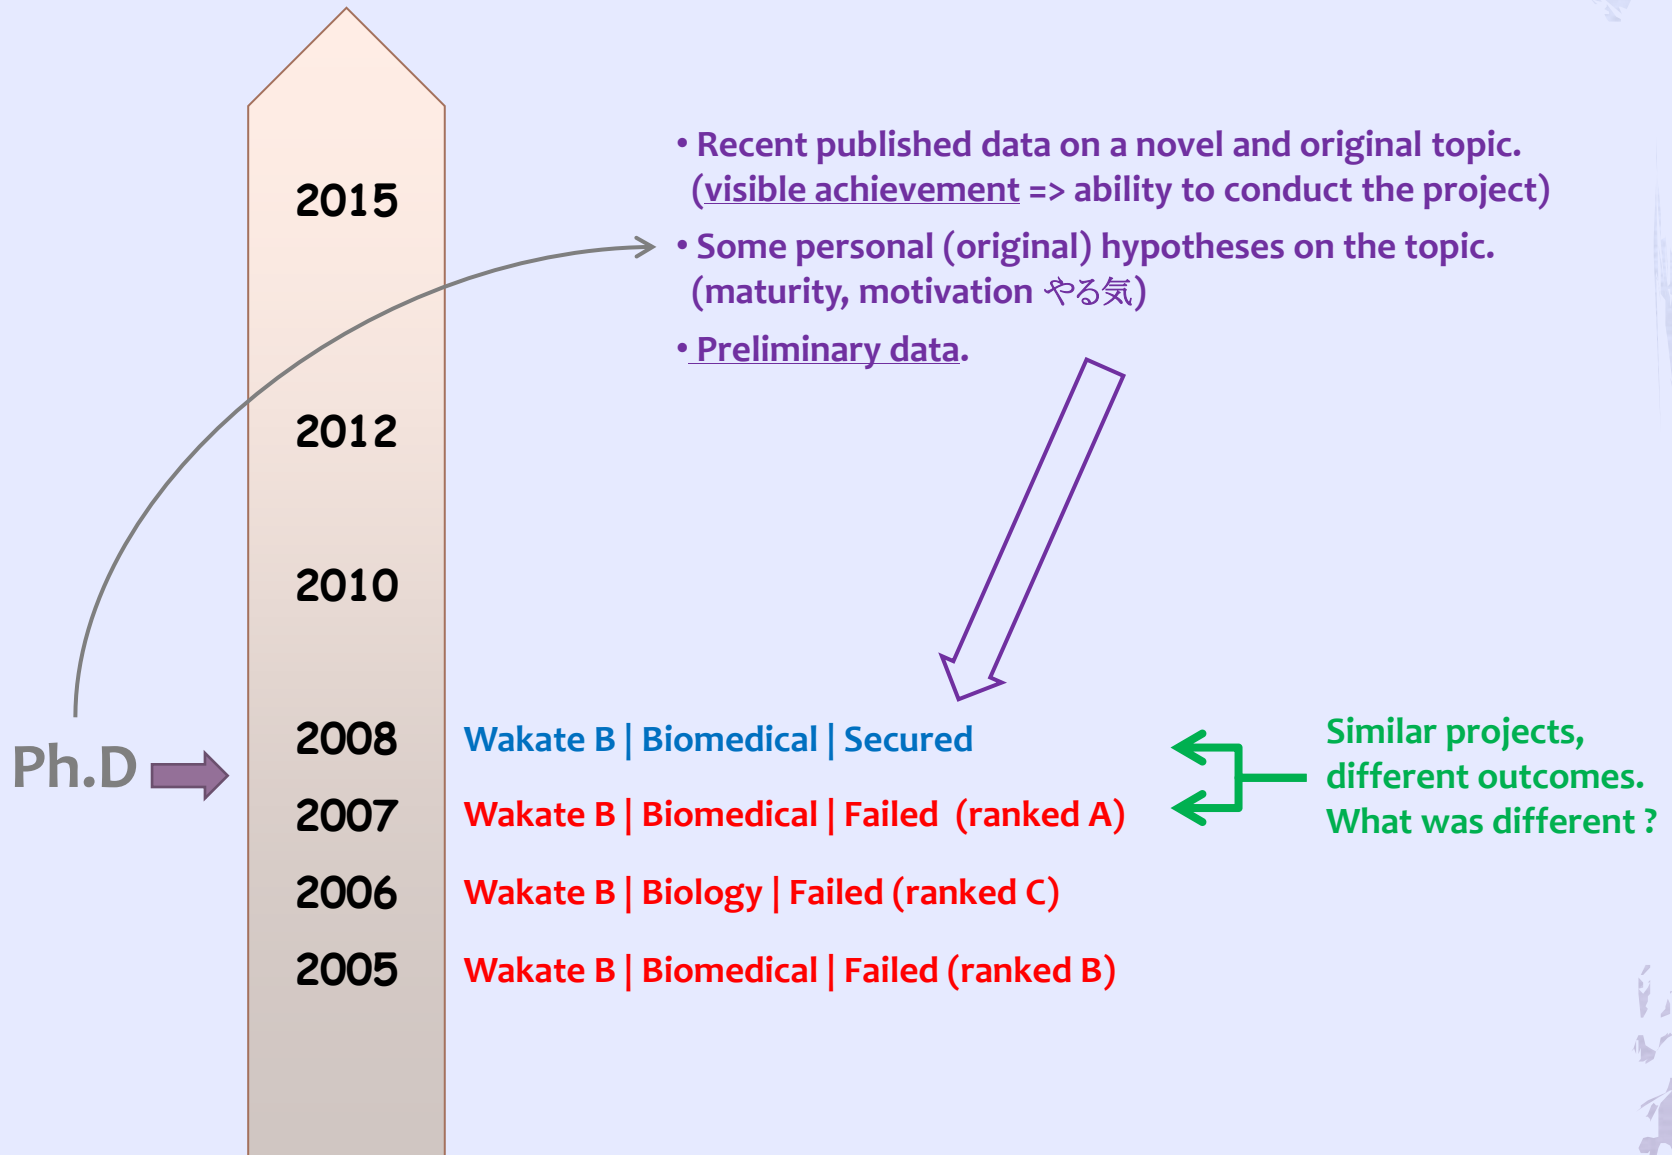 • Recent published data on a novel and original topic.
(visible achievement => ability to conduct the project)
• Some personal (original) hypotheses on the topic.
(maturity, motivation やる気)
• Preliminary data.
2015
2012
2010
Ph.D
2008 Wakate B | Biomedical | Secured
2007 Wakate B | Biomedical | Failed (ranked A)
2006 Wakate B | Biology | Failed (ranked C)
2005 Wakate B | Biomedical | Failed (ranked B)
Similar projects,
different outcomes.
What was different ?